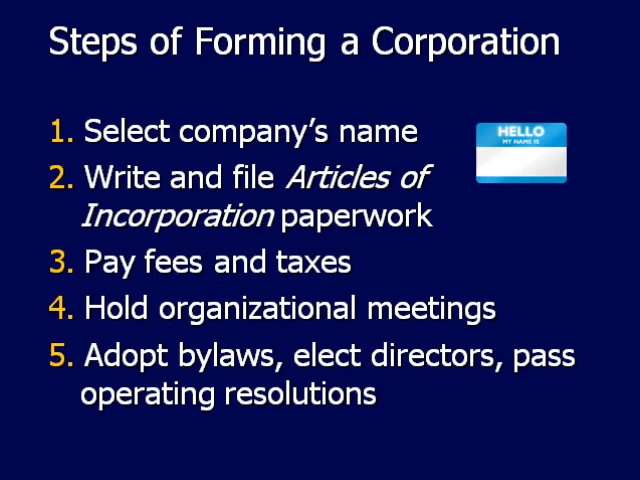 Steps of Forming a Corporation
1. Select company's name
HELLO
MY NAME IS
2. Write and file Articles of
Incorporation paperwork
3. Pay fees and taxes
4. Hold organizational meetings
5. Adopt bylaws, elect directors, pass
operating resolutions